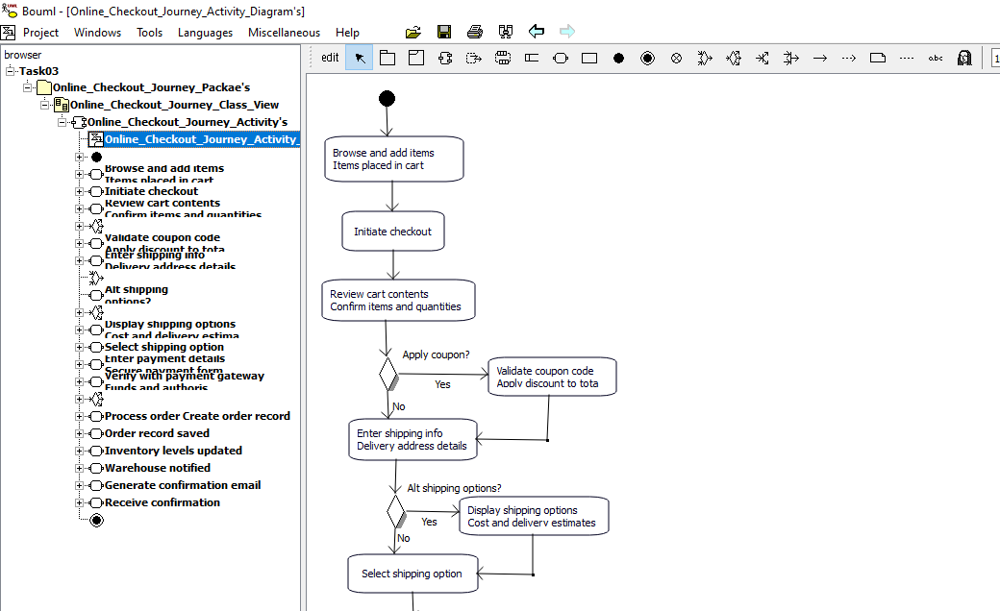 Bouml - [Online_Checkout_Journey_Activity_Diagram's]
Project Windows Tools Languages Miscellaneous Help
browser
edit
abc
1
Task03
Online_Checkout_Journey_Packae's
Online_Checkout_Journey_Class_View
Online_Checkout_Journey_Activity's
Online_Checkout_Journey_Activity_
Browse and add items
Items placed in cart
Initiate checkout
Review cart contents
Confirm items and quantities
Validate coupon code
Apply discount to tota
Enter shipping info
Delivery address details
Alt shipping
options?
Display shipping options
Cost and delivery estima
Select shipping option
Enter payment details
Secure payment form
Verify with payment gateway
Funds and authoris
Process order Create order record
Order record saved
Inventory levels updated
Warehouse notified
Generate confirmation email
Receive confirmation
Browse and add items
Items placed in cart
Initiate checkout
Review cart contents
Confirm items and quantities
Apply coupon?
Yes
Validate coupon code
Apply discount to tota
No
Enter shipping info
Delivery address details
Alt shipping options?
Yes
Display shipping options
Cost and delivery estimates
No
Select shipping option